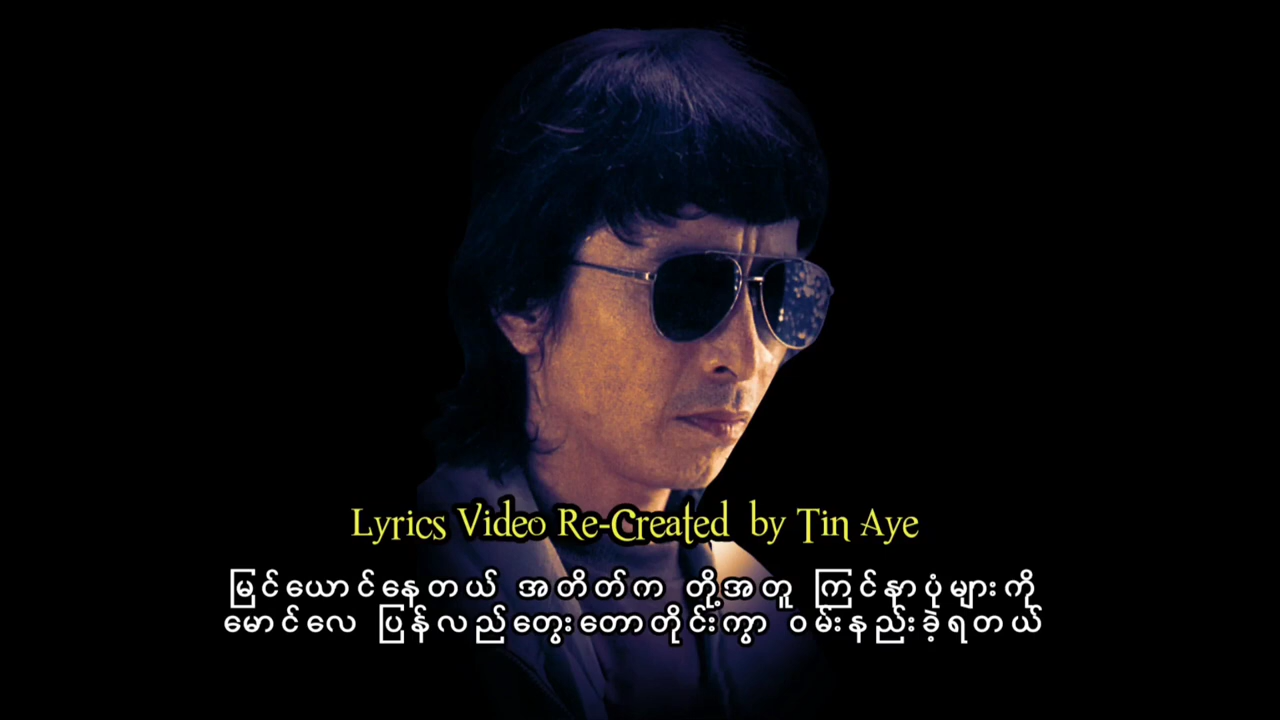 Lyrics Video Re-Created by Tin Aye
မြင်ယောင်နေတယ် အတိတ်က တို့အတူ ကြင်နာပုံများကို
မောင်လေ ပြန်လည်တွေးတောတိုင်းကွာ ဝမ်းနည်းခဲ့ရတယ်